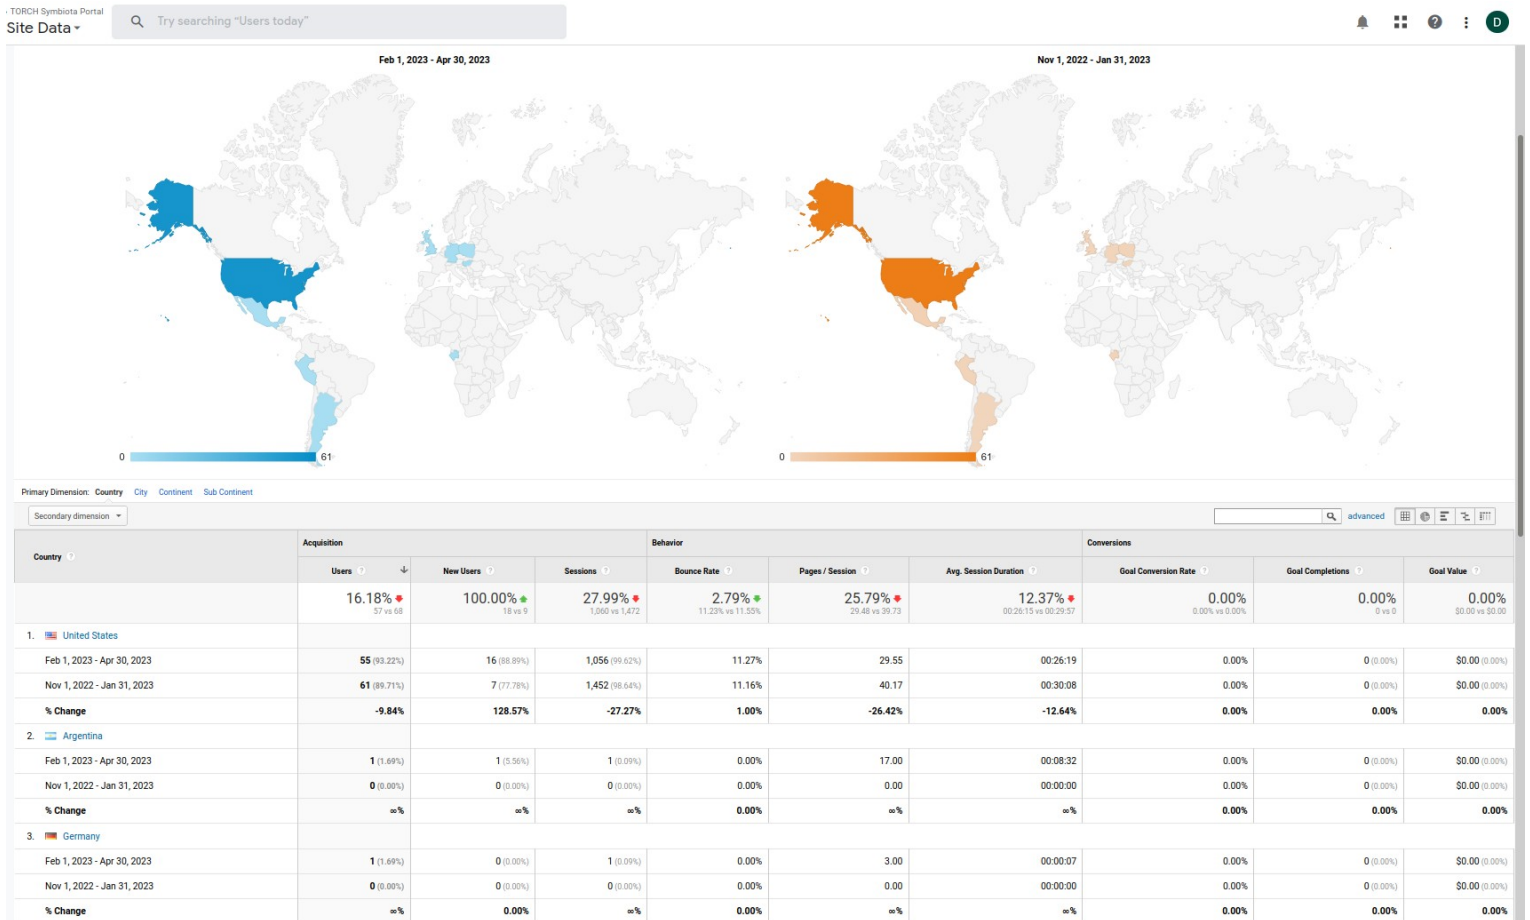 TORCH Symbiota Portal
Site Data
Try searching “Users today”
D
Feb 1, 2023 - Apr 30, 2023
Nov 1, 2022 - Jan 31, 2023
0 61
0 61
Primary Dimension: Country City Continent Sub Continent
Secondary dimension
advanced
Country
Acquisition Behavior Conversions
Users New Users Sessions Bounce Rate Pages / Session Avg. Session Duration Goal Conversion Rate Goal Completions Goal Value
16.18% 100.00% 27.99% 2.79% 25.79% 12.37% 0.00% 0.00% 0.00%
57 vs 68 18 vs 9 1,060 vs 1,472 11.23% vs 11.55% 29.48 vs 39.73 00:26:15 vs 00:29:57 0.00% vs 0.00% 0 vs 0 $0.00 vs $0.00
1. United States
Feb 1, 2023 - Apr 30, 2023 55 (93.22%) 16 (88.89%) 1,056 (99.62%) 11.27% 29.55 00:26:19 0.00% 0 (0.00%) $0.00 (0.00%)
Nov 1, 2022 - Jan 31, 2023 61 (89.71%) 7 (77.78%) 1,452 (98.64%) 11.16% 40.17 00:30:08 0.00% 0 (0.00%) $0.00 (0.00%)
% Change -9.84% 128.57% -27.27% 1.00% -26.42% -12.64% 0.00% 0.00% 0.00%
2. Argentina
Feb 1, 2023 - Apr 30, 2023 1 (1.69%) 1 (5.56%) 1 (0.09%) 0.00% 17.00 00:08:32 0.00% 0 (0.00%) $0.00 (0.00%)
Nov 1, 2022 - Jan 31, 2023 0 (0.00%) 0 (0.00%) 0 (0.00%) 0.00% 0.00 00:00:00 0.00% 0 (0.00%) $0.00 (0.00%)
% Change ∞% ∞% ∞% 0.00% ∞% ∞% 0.00% 0.00% 0.00%
3. Germany
Feb 1, 2023 - Apr 30, 2023 1 (1.69%) 0 (0.00%) 1 (0.09%) 0.00% 3.00 00:00:07 0.00% 0 (0.00%) $0.00 (0.00%)
Nov 1, 2022 - Jan 31, 2023 0 (0.00%) 0 (0.00%) 0 (0.00%) 0.00% 0.00 00:00:00 0.00% 0 (0.00%) $0.00 (0.00%)
% Change ∞% 0.00% ∞% 0.00% ∞% ∞% 0.00% 0.00% 0.00%